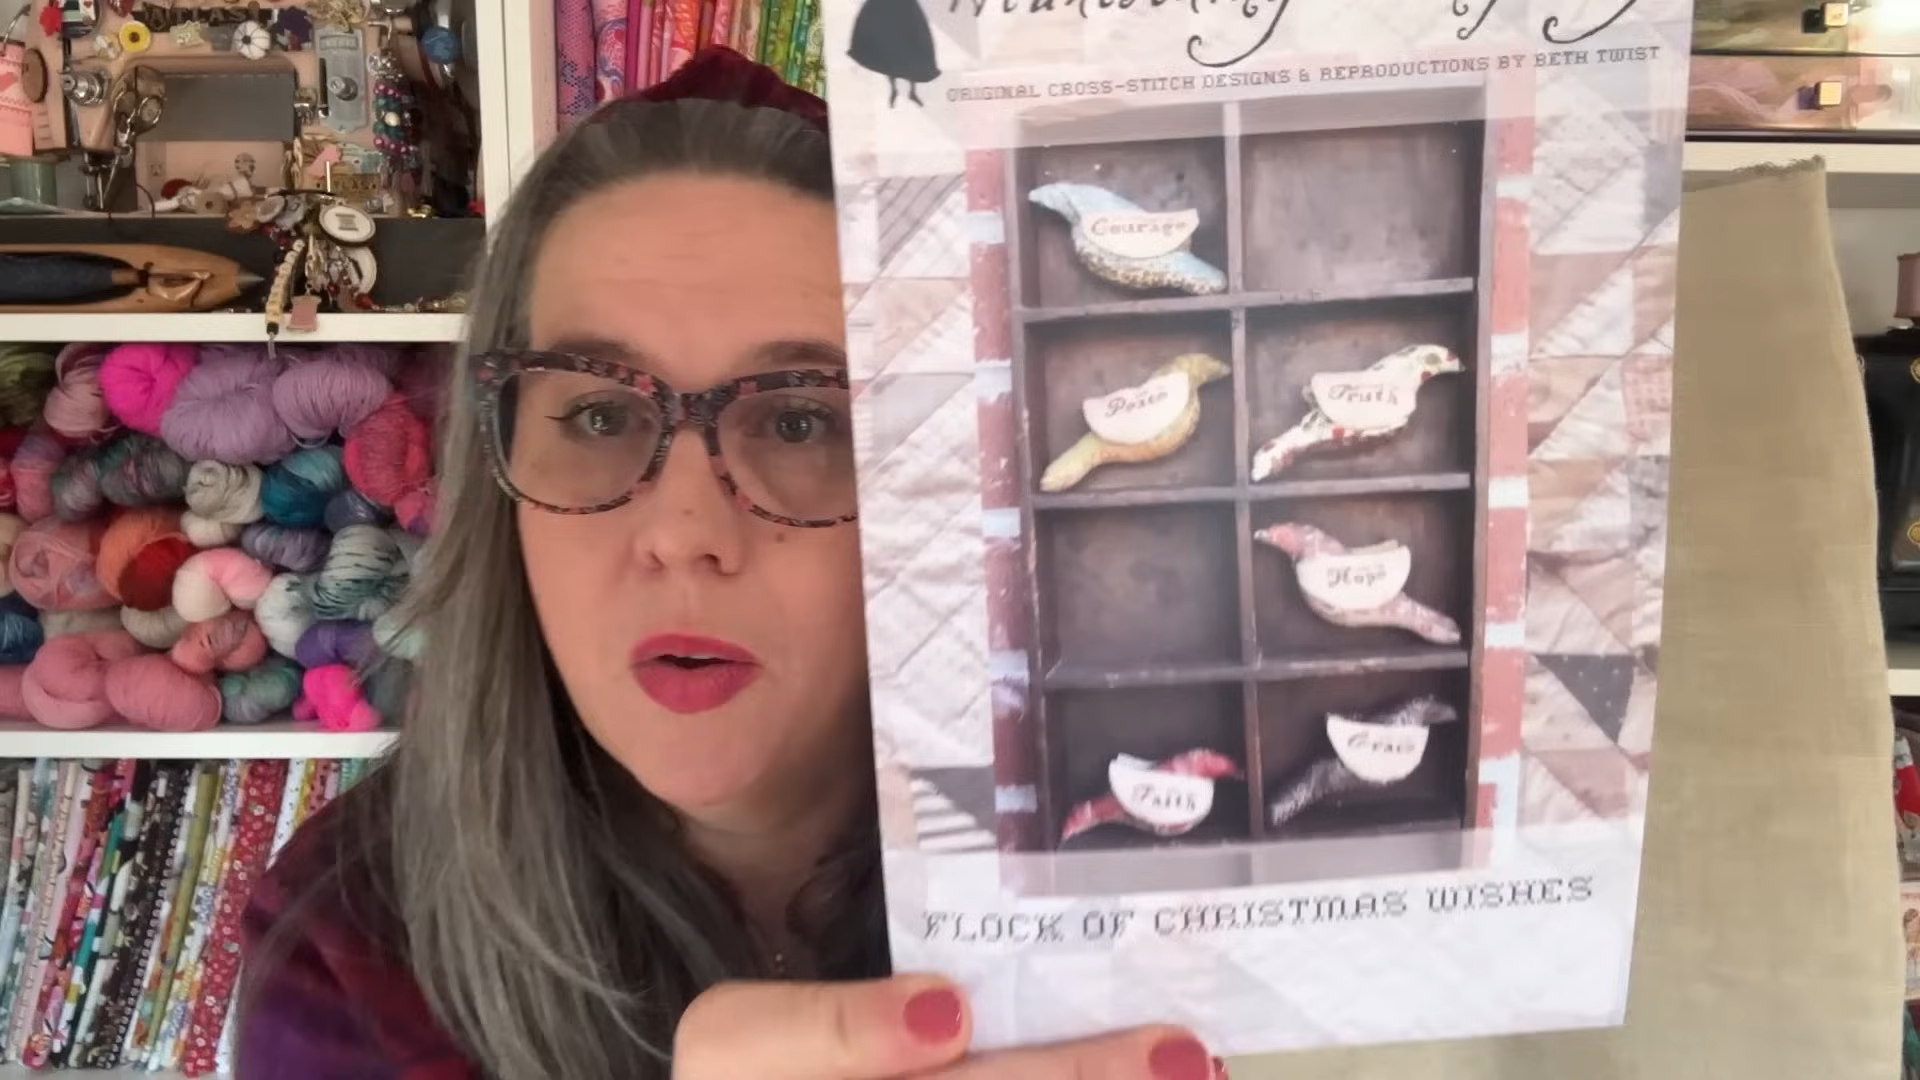 ORIGINAL CROSS-STITCH DESIGNS & REPRODUCTIONS BY BETH TWIST
Courage
Peace
Truth
Hope
Faith
Grace
FLOCK OF CHRISTMAS WISHES